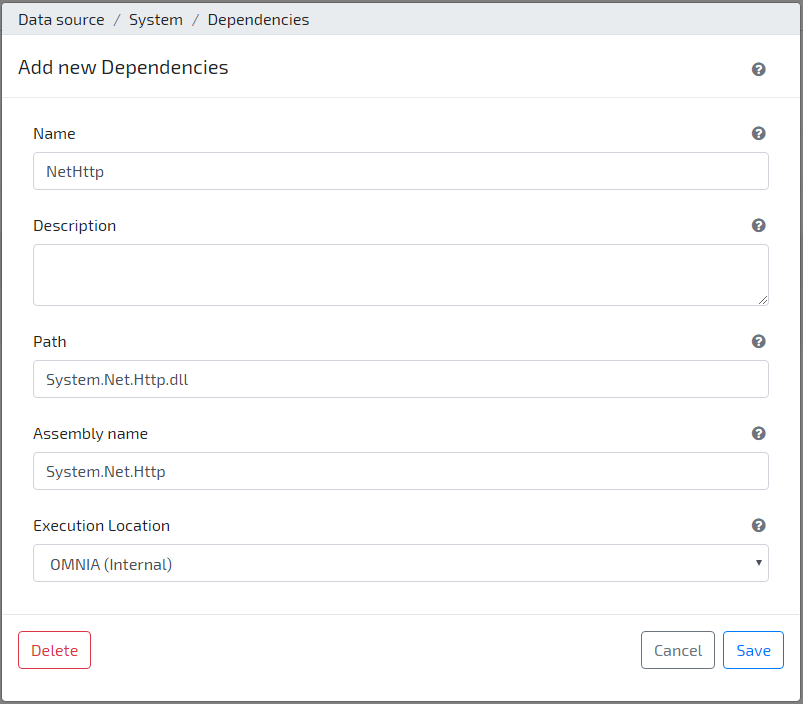 Data source / System / Dependencies
Add new Dependencies
Name
NetHttp
Description
Path
System.Net.Http.dll
Assembly name
System.Net.Http
Execution Location
OMNIA (Internal)
Delete Cancel Save